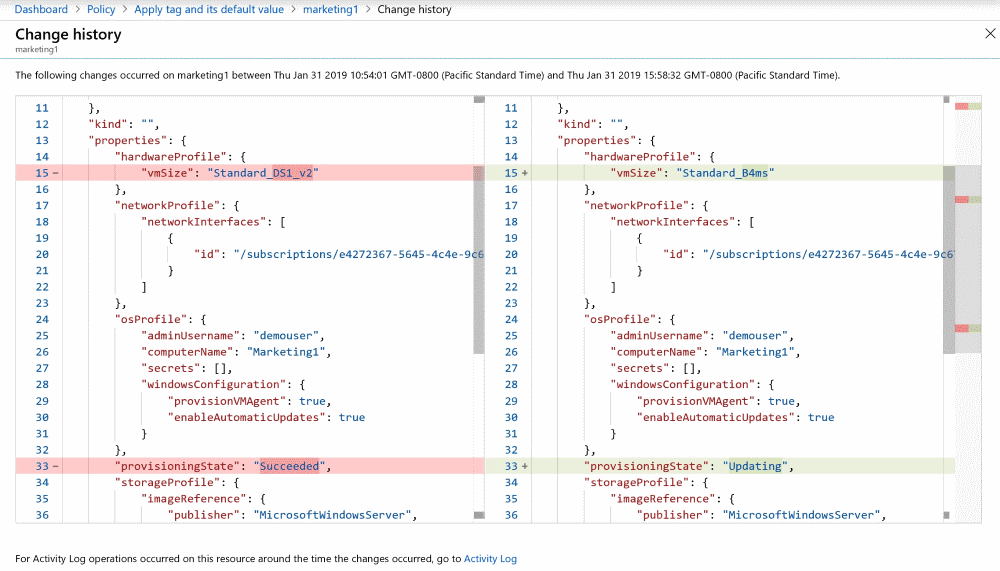 Dashboard > Policy > Apply tag and its default value > marketing1 > Change history
Change history
marketing1
The following changes occurred on marketing1 between Thu Jan 31 2019 10:54:01 GMT-0800 (Pacific Standard Time) and Thu Jan 31 2019 15:58:32 GMT-0800 (Pacific Standard Time).
11 },
12 "kind": "",
13 "properties": {
14 "hardwareProfile": {
15 - "vmSize": "Standard_DS1_v2"
16 },
17 "networkProfile": {
18 "networkInterfaces": [
19 {
20 "id": "/subscriptions/e4272367-5645-4c4e-9c6
21 }
22 ]
23 },
24 "osProfile": {
25 "adminUsername": "demouser",
26 "computerName": "Marketing1",
27 "secrets": [],
28 "windowsConfiguration": {
29 "provisionVMAgent": true,
30 "enableAutomaticUpdates": true
31 }
32 },
33 - "provisioningState": "Succeeded",
34 "storageProfile": {
35 "imageReference": {
36 "publisher": "MicrosoftWindowsServer",
11 },
12 "kind": "",
13 "properties": {
14 "hardwareProfile": {
15 + "vmSize": "Standard_B4ms"
16 },
17 "networkProfile": {
18 "networkInterfaces": [
19 {
20 "id": "/subscriptions/e4272367-5645-4c4e-9c6
21 }
22 ]
23 },
24 "osProfile": {
25 "adminUsername": "demouser",
26 "computerName": "Marketing1",
27 "secrets": [],
28 "windowsConfiguration": {
29 "provisionVMAgent": true,
30 "enableAutomaticUpdates": true
31 }
32 },
33 + "provisioningState": "Updating",
34 "storageProfile": {
35 "imageReference": {
36 "publisher": "MicrosoftWindowsServer",
For Activity Log operations occurred on this resource around the time the changes occurred, go to Activity Log